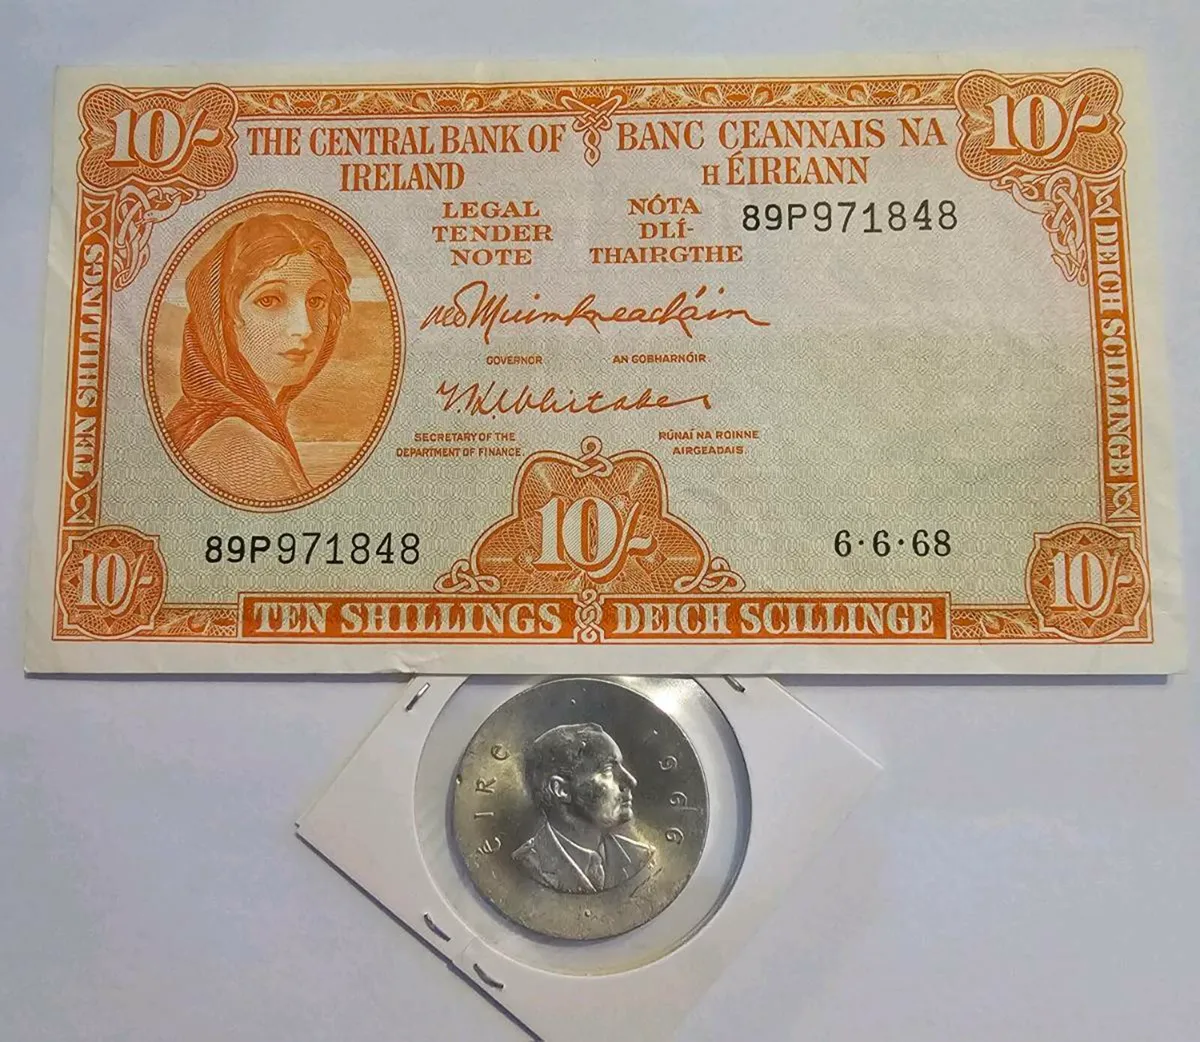 10/-
10/-
THE CENTRAL BANK OF
IRELAND
BANC CEANNAIS NA
H ÉIREANN
LEGAL
TENDER
NOTE
NÓTA
DLÍ-
THAIRGTHE
89P971848
TEN SHILLINGS
DEICH SCILLINGE
GOVERNOR
AN GOBHARNÓIR
T.K. Whitaker
SECRETARY OF THE
DEPARTMENT OF FINANCE.
RÚNAÍ NA ROINNE
AIRGEADAIS.
89P971848
10/-
6·6·68
10/-
10/-
TEN SHILLINGS
DEICH SCILLINGE
ÉIRE
1966